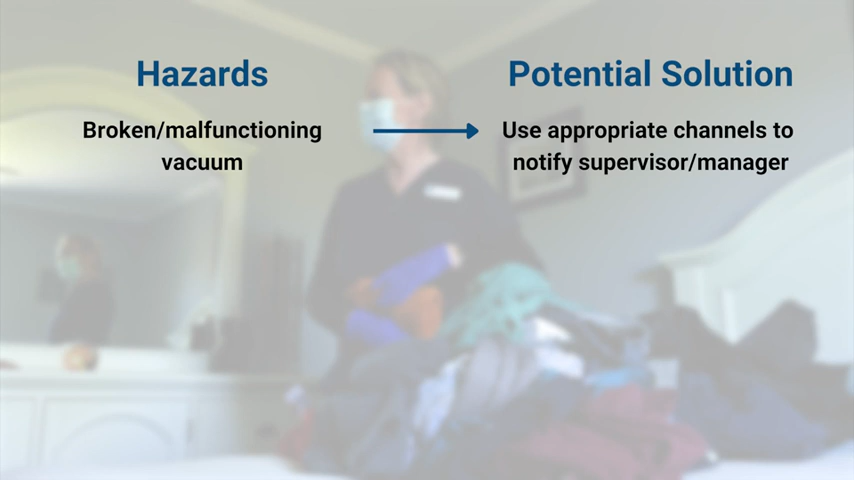 Hazards
Potential Solution
Broken/malfunctioning
vacuum
Use appropriate channels to
notify supervisor/manager